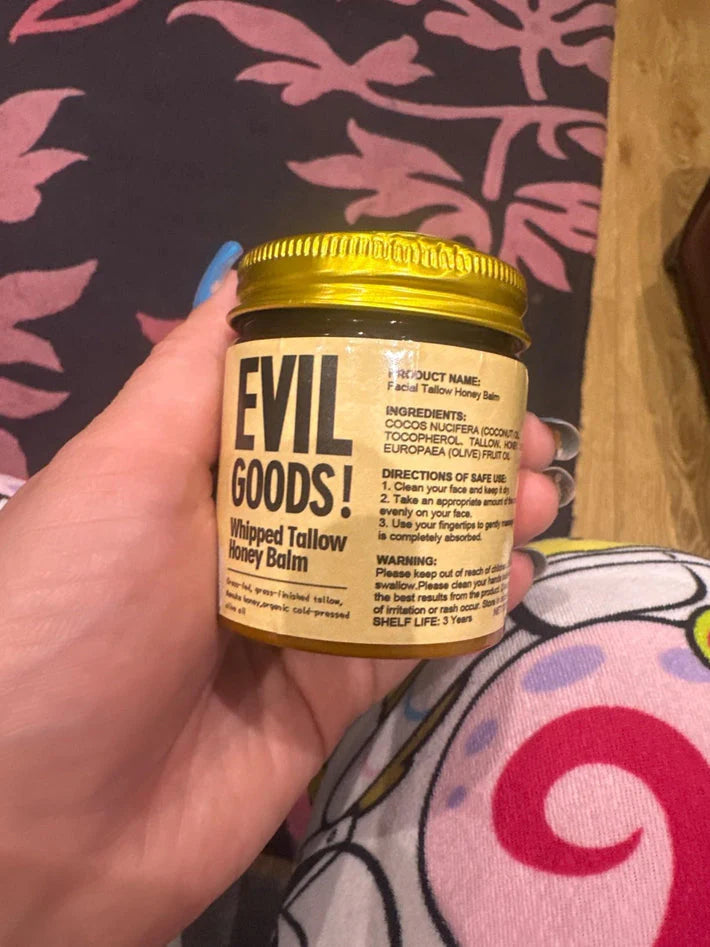 EVIL
GOODS!
Whipped Tallow
Honey Balm
Grass-fed, grass-finished tallow,
Manuka honey, organic cold-pressed
olive oil
PRODUCT NAME:
Facial Tallow Honey Balm
INGREDIENTS:
COCOS NUCIFERA (COCONUT
TOCOPHEROL, TALLOW, HONEY
EUROPAEA (OLIVE) FRUIT OIL
DIRECTIONS OF SAFE USE:
1. Clean your face and keep it dry.
2. Take an appropriate amount of the
evenly on your face.
3. Use your fingertips to gently
is completely absorbed.
WARNING:
Please keep out of reach of
swallow.Please clean your hands
the best results from the product.
of irritation or rash occur. Store in
SHELF LIFE: 3 Years